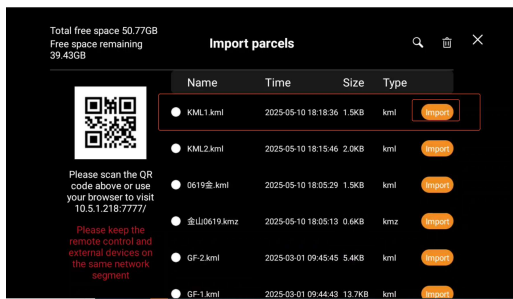 Total free space 50.77GB
Free space remaining
39.43GB
Import parcels
Name Time Size Type
KML1.kml 2025-05-10 18:18:36 1.5KB kml Import
KML2.kml 2025-05-10 18:15:46 2.0KB kml Import
0619金.kml 2025-05-10 18:05:29 1.5KB kml Import
金山0619.kmz 2025-05-10 18:05:13 0.6KB kmz Import
GF-2.kml 2025-03-01 09:45:45 5.4KB kml Import
GF-1.kml 2025-03-01 09:44:43 13.7KB kml Import
Please scan the QR
code above or use
your browser to visit
10.5.1.218:7777/
Please keep the
remote control and
external devices on
the same network
segment